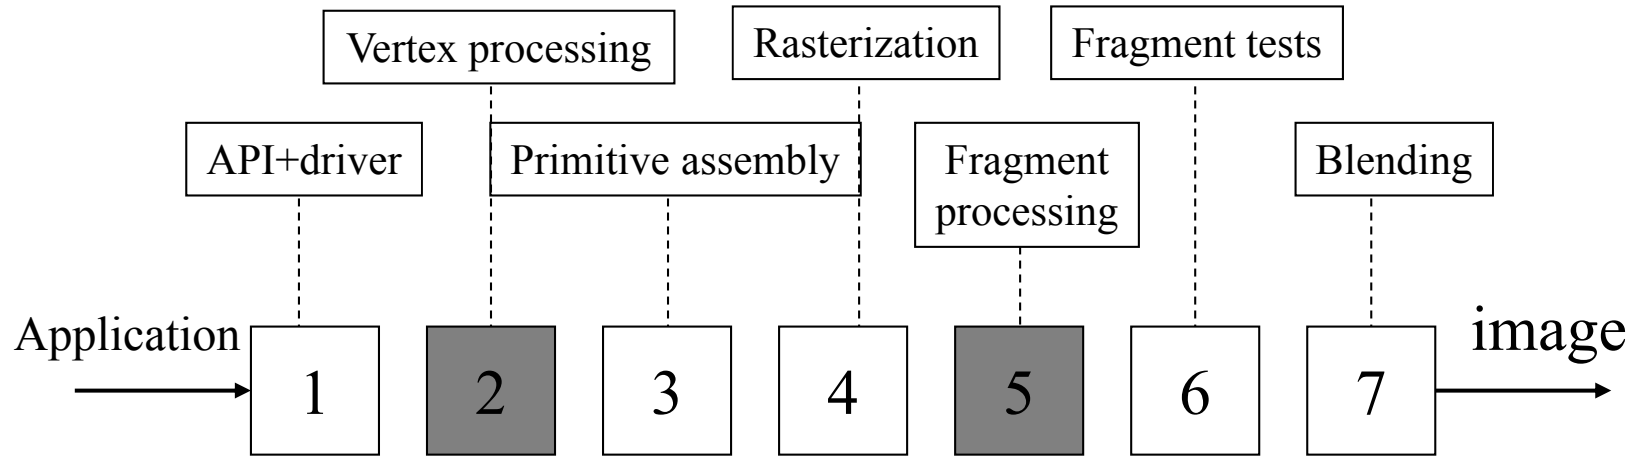 Vertex processing
Rasterization
Fragment tests
API+driver
Primitive assembly
Fragment
processing
Blending
Application
image
1
2
3
4
5
6
7